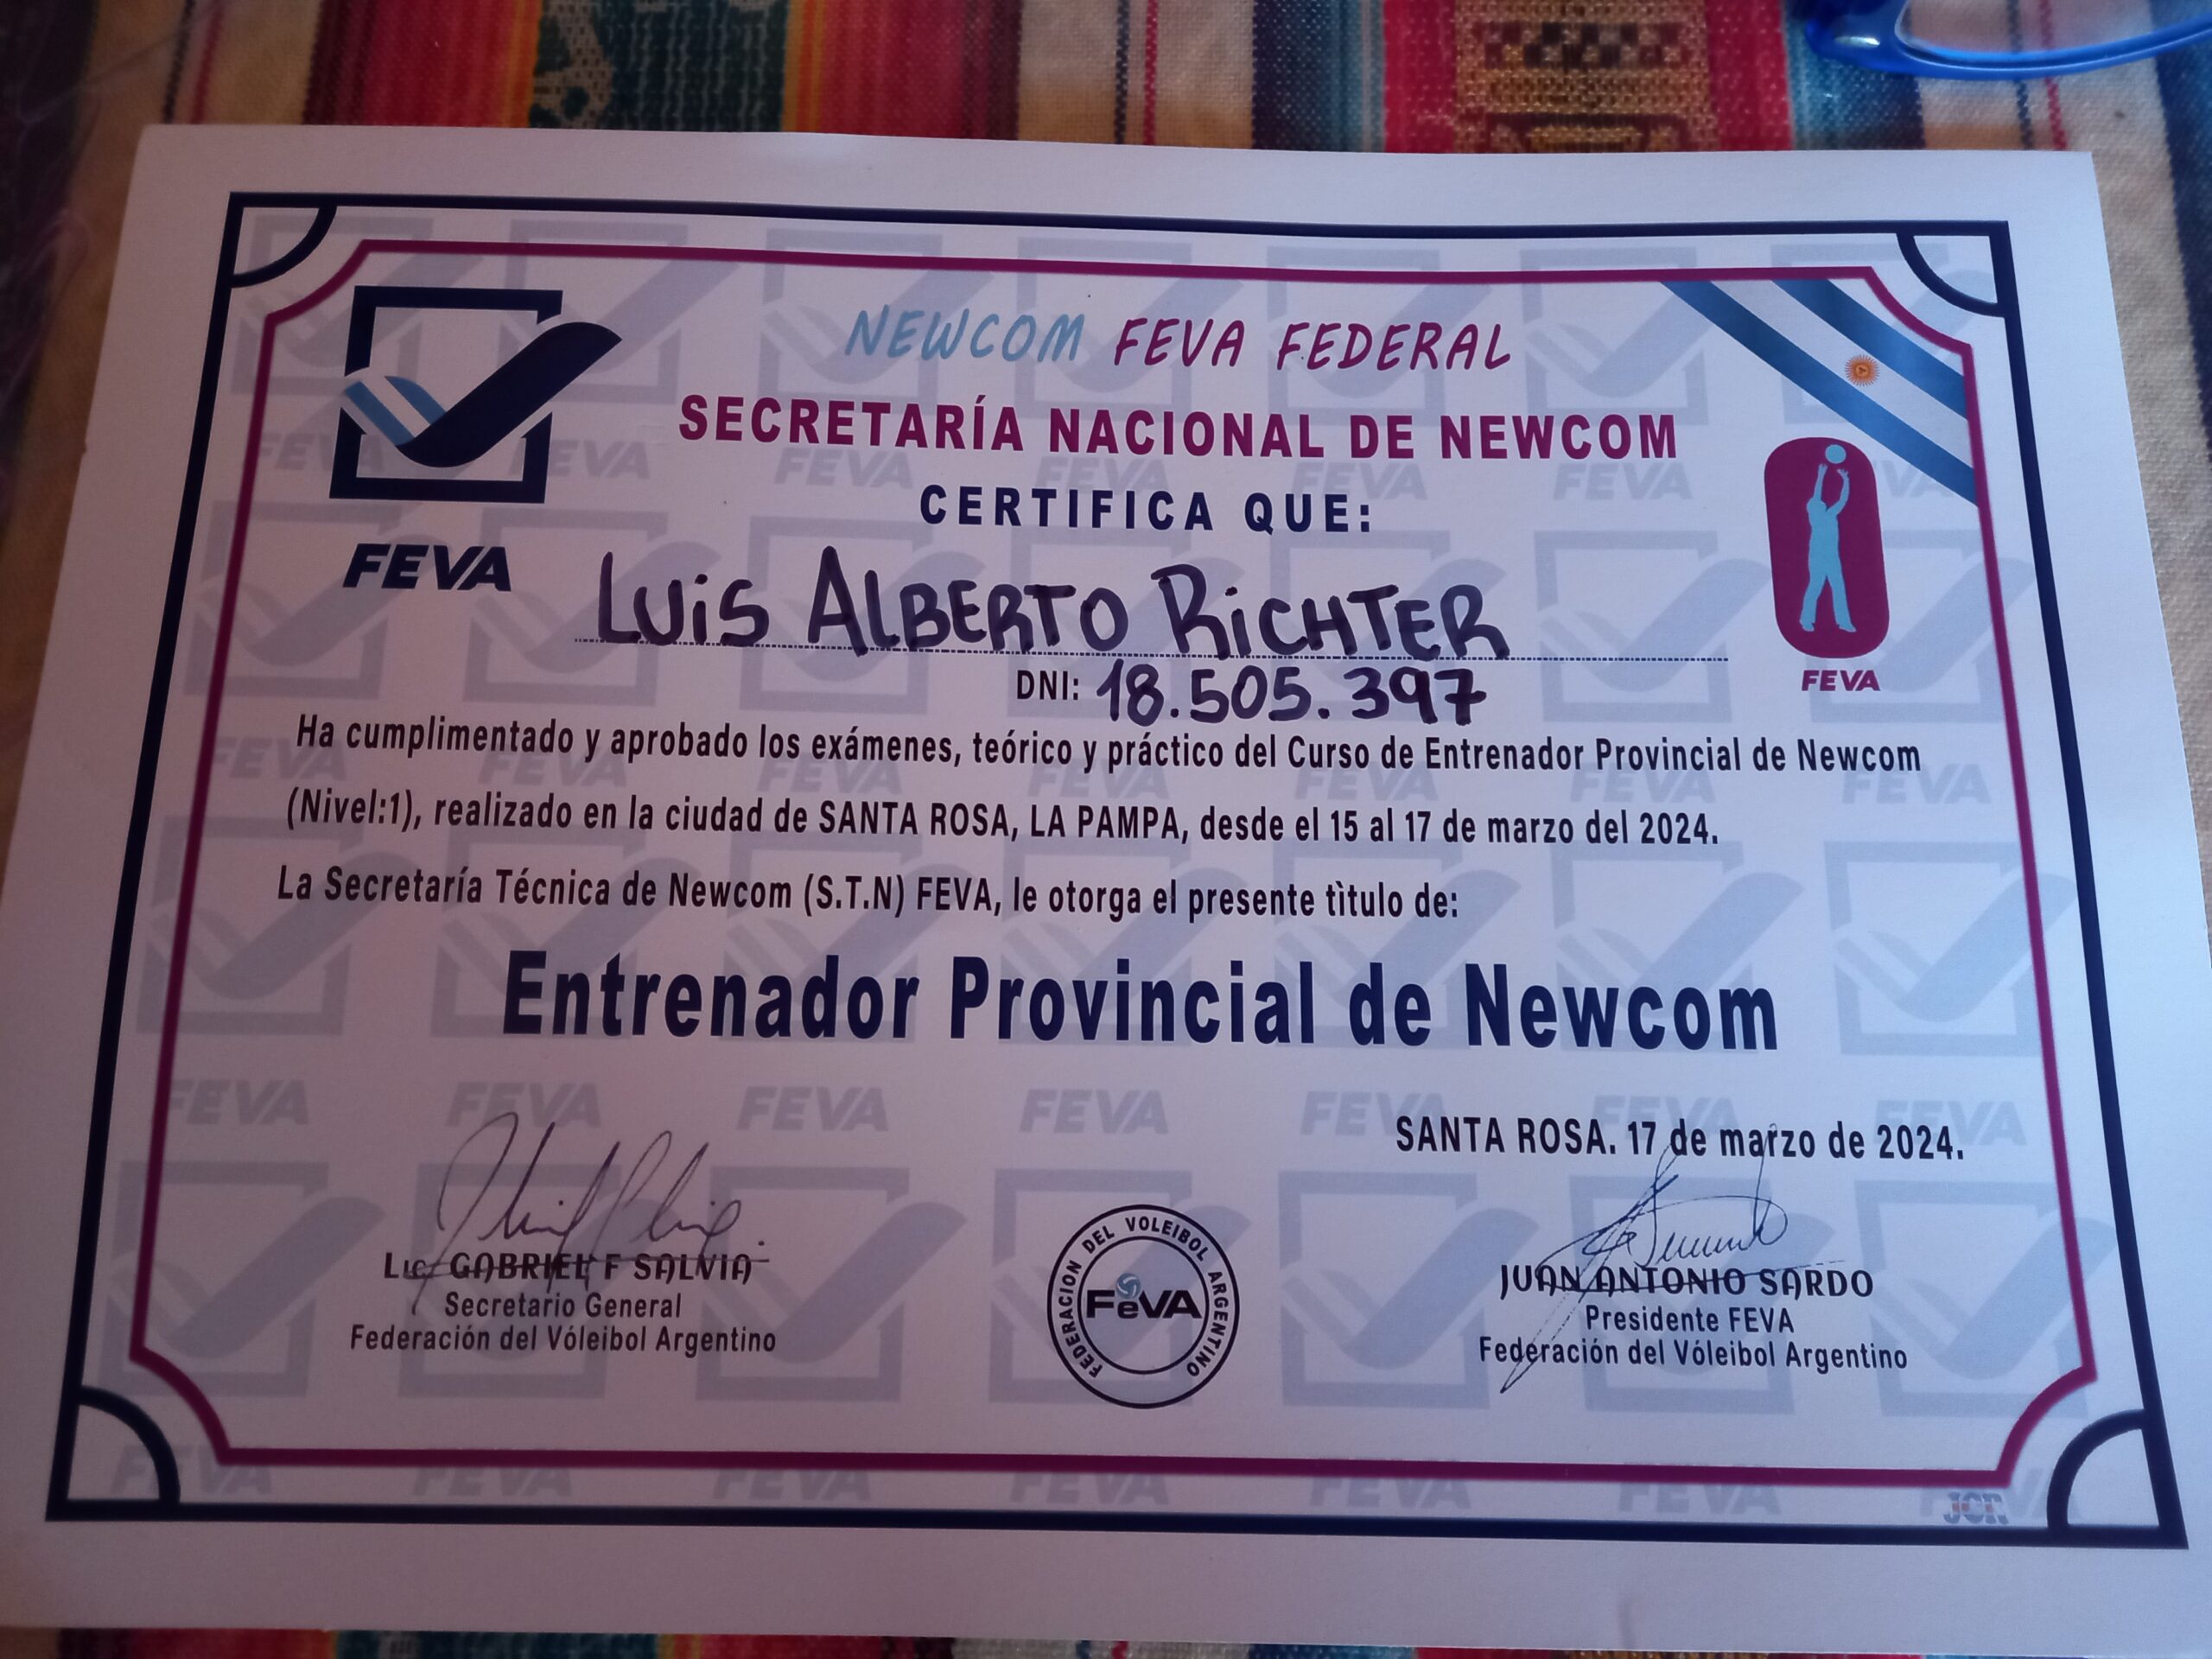 NEWCOM FEVA FEDERAL
SECRETARÍA NACIONAL DE NEWCOM
CERTIFICA QUE:
FEVA
LUiS ALBERTO RiCHTER
DNI: 18.505.397
FEVA
Ha cumplimentado y aprobado los exámenes, teórico y práctico del Curso de Entrenador Provincial de Newcom
(Nivel:1), realizado en la ciudad de SANTA ROSA, LA PAMPA, desde el 15 al 17 de marzo del 2024.
La Secretaría Técnica de Newcom (S.T.N) FEVA, le otorga el presente tìtulo de:
Entrenador Provincial de Newcom
SANTA ROSA. 17 de marzo de 2024.
Lic GABRIEL F SALVIA
Secretario General
Federación del Vóleibol Argentino
FEDERACION DEL VOLEIBOL ARGENTINO
FeVA
JUAN ANTONIO SARDO
Presidente FEVA
Federación del Vóleibol Argentino